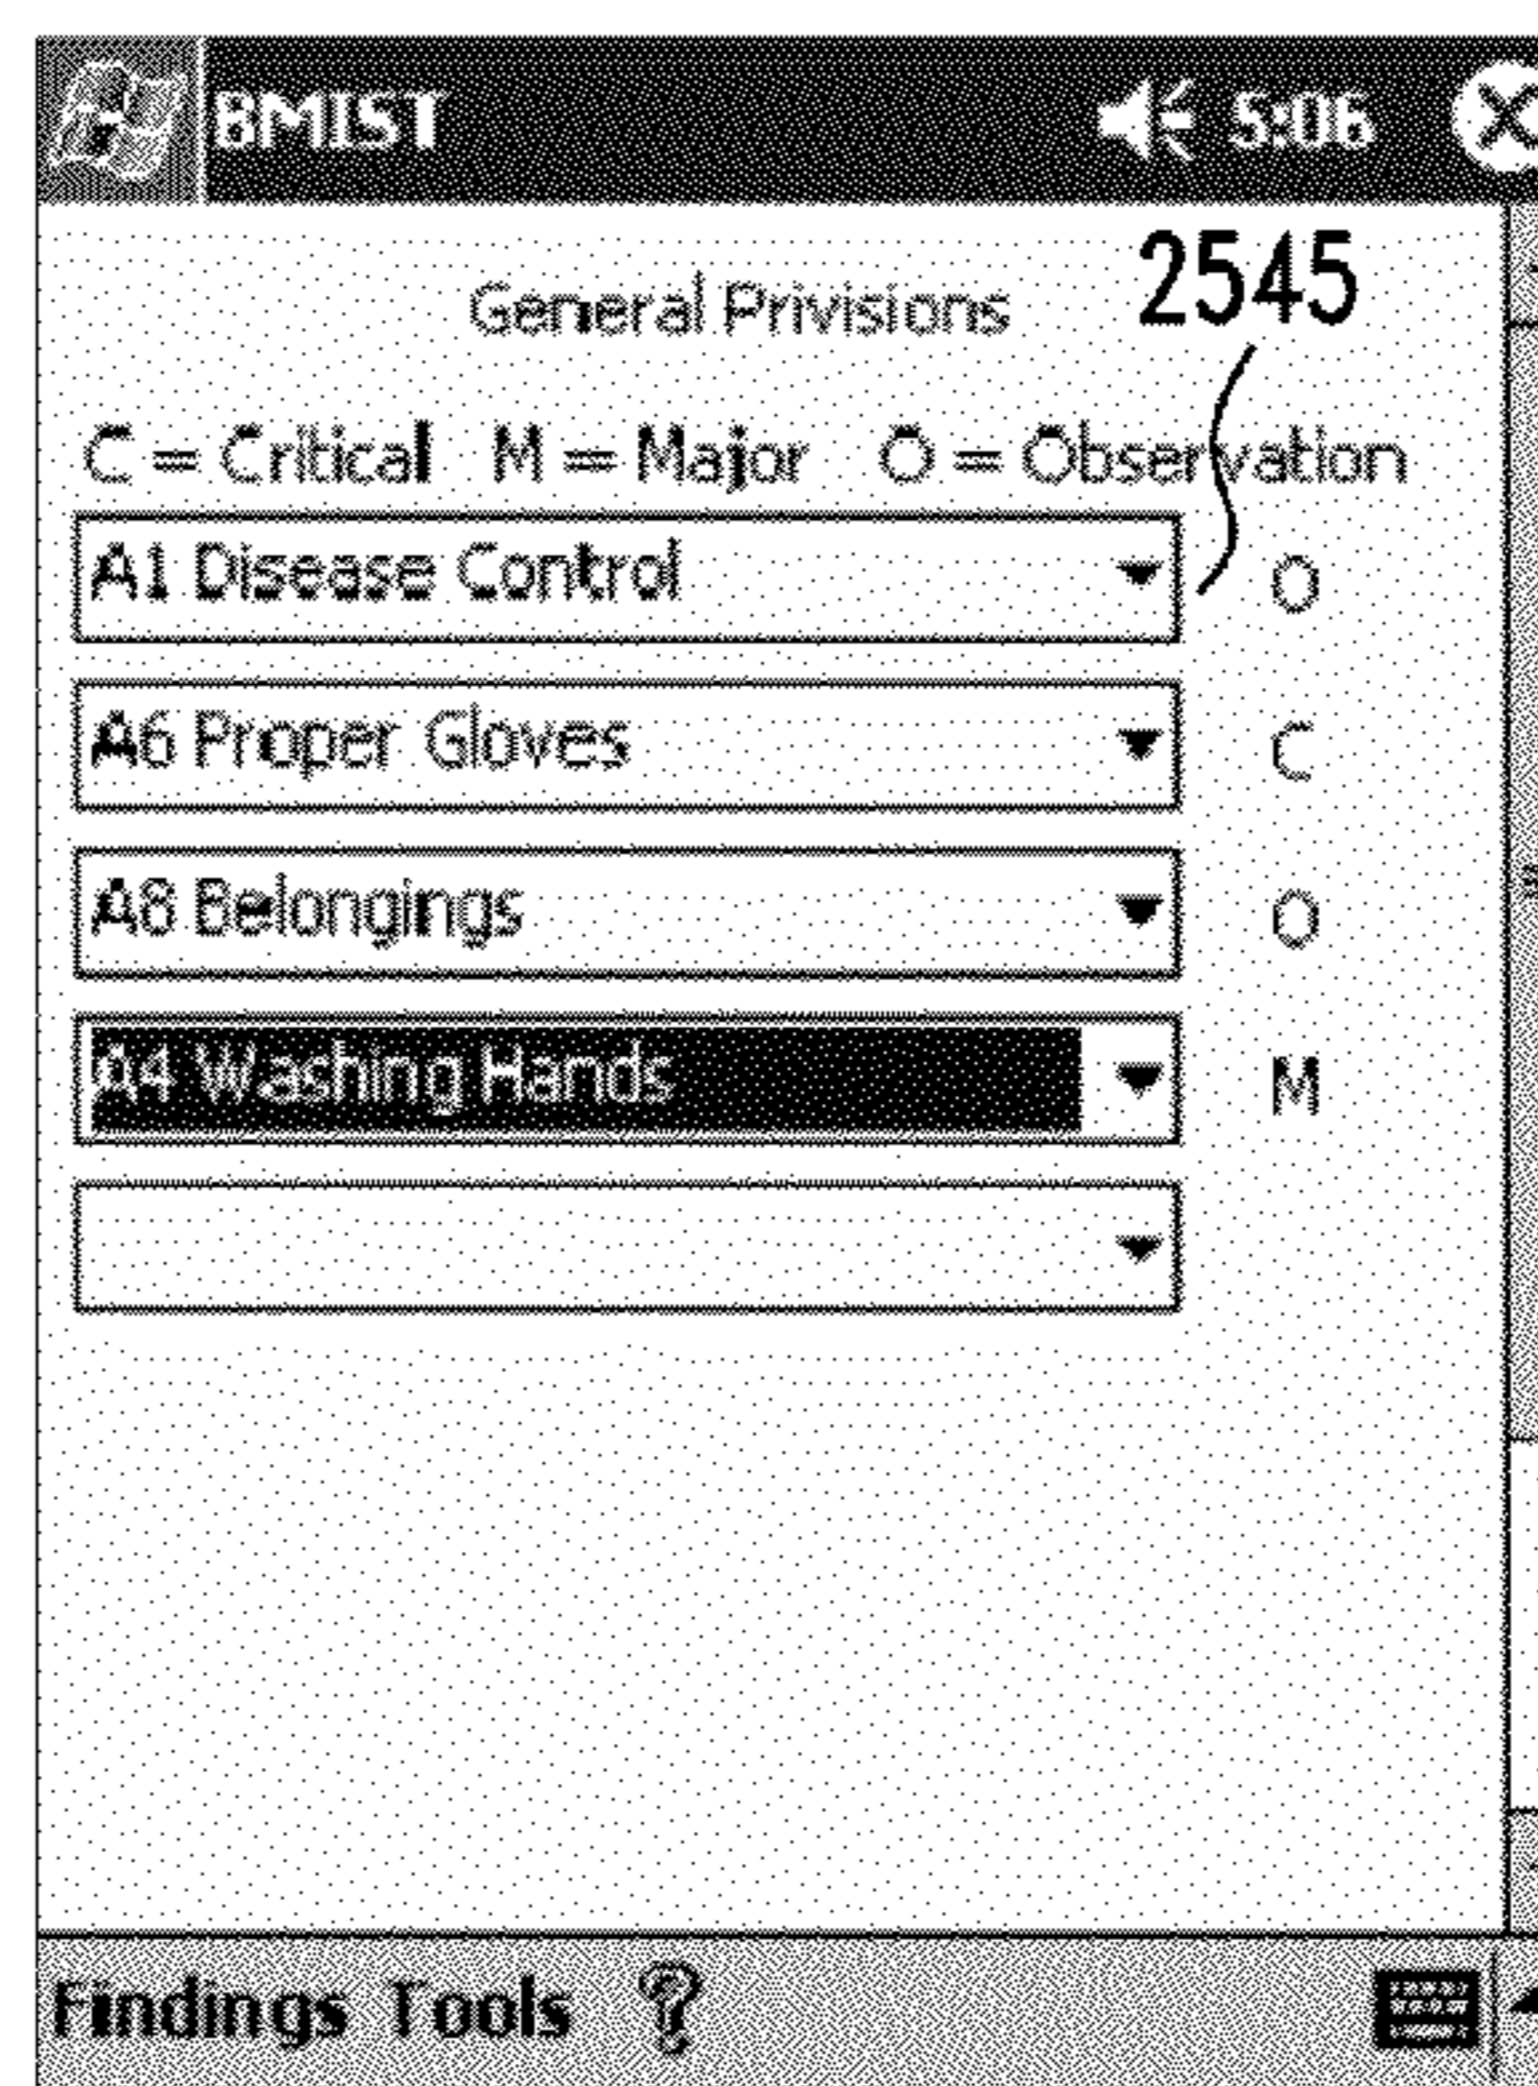 BMIST 5:06
2545
General Privisions
C = Critical M = Major O = Observation
A1 Disease Control O
A6 Proper Gloves C
A8 Belongings O
A4 Washing Hands M
Findings Tools ?